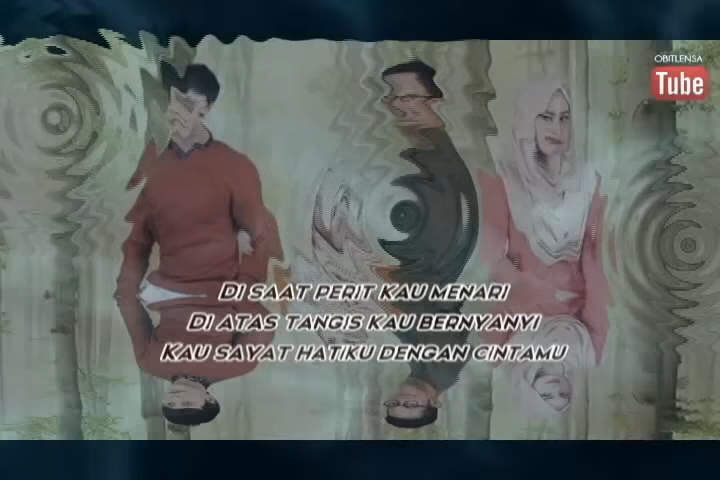 OBITLENSA
Tube
DI SAAT PERIT KAU MENARI
DI ATAS TANGIS KAU BERNYANYI
KAU SAYAT HATIKU DENGAN CINTAMU